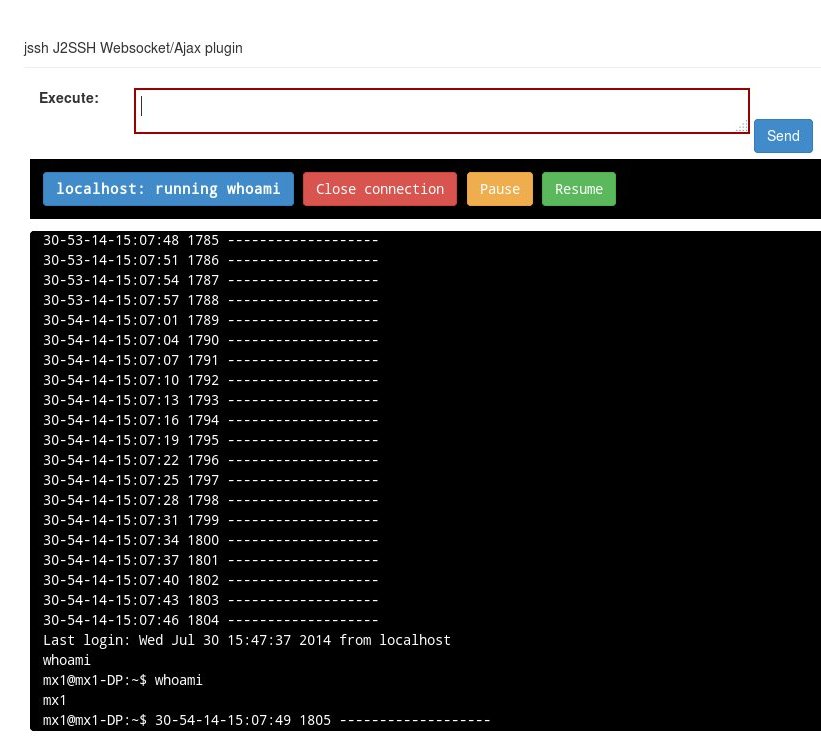 jssh J2SSH Websocket/Ajax plugin
Execute:
Send
localhost: running whoami Close connection Pause Resume
30-53-14-15:07:48 1785 -------------------
30-53-14-15:07:51 1786 -------------------
30-53-14-15:07:54 1787 -------------------
30-53-14-15:07:57 1788 -------------------
30-54-14-15:07:01 1789 -------------------
30-54-14-15:07:04 1790 -------------------
30-54-14-15:07:07 1791 -------------------
30-54-14-15:07:10 1792 -------------------
30-54-14-15:07:13 1793 -------------------
30-54-14-15:07:16 1794 -------------------
30-54-14-15:07:19 1795 -------------------
30-54-14-15:07:22 1796 -------------------
30-54-14-15:07:25 1797 -------------------
30-54-14-15:07:28 1798 -------------------
30-54-14-15:07:31 1799 -------------------
30-54-14-15:07:34 1800 -------------------
30-54-14-15:07:37 1801 -------------------
30-54-14-15:07:40 1802 -------------------
30-54-14-15:07:43 1803 -------------------
30-54-14-15:07:46 1804 -------------------
Last login: Wed Jul 30 15:47:37 2014 from localhost
whoami
mx1@mx1-DP:~$ whoami
mx1
mx1@mx1-DP:~$ 30-54-14-15:07:49 1805 -------------------